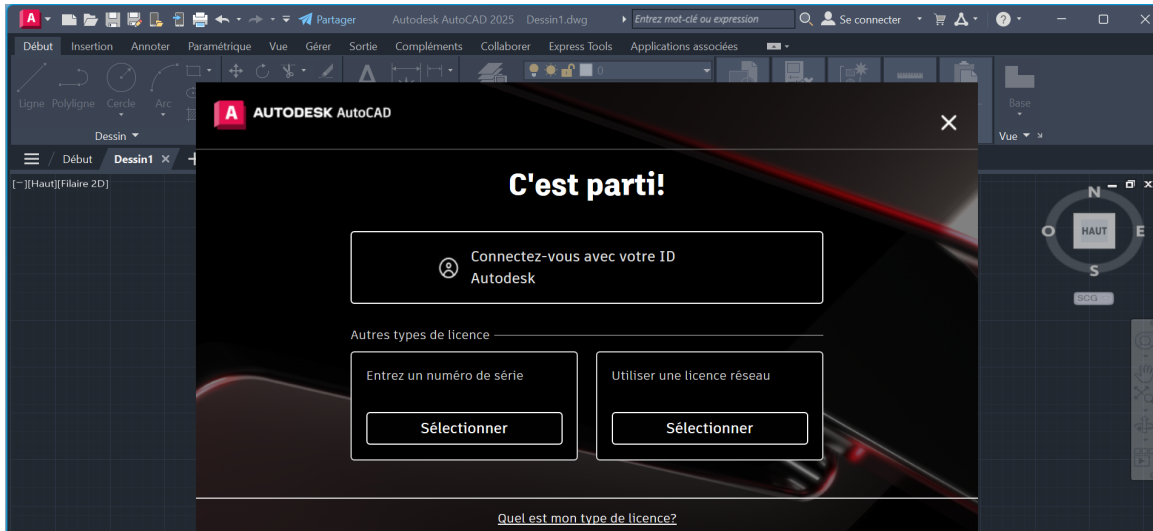 A Partager Autodesk AutoCAD 2025 Dessin1.dwg Entrez mot-clé ou expression Se connecter
Début Insertion Annoter Paramétrique Vue Gérer Sortie Compléments Collaborer Express Tools Applications associées
0
Ligne Polyligne Cercle Arc Base
Dessin Vue
Début Dessin1
[−][Haut][Filaire 2D]
A AUTODESK AutoCAD
C'est parti!
Connectez-vous avec votre ID
Autodesk
Autres types de licence
Entrez un numéro de série
Sélectionner
Utiliser une licence réseau
Sélectionner
Quel est mon type de licence?
N
O HAUT E
S
SCG